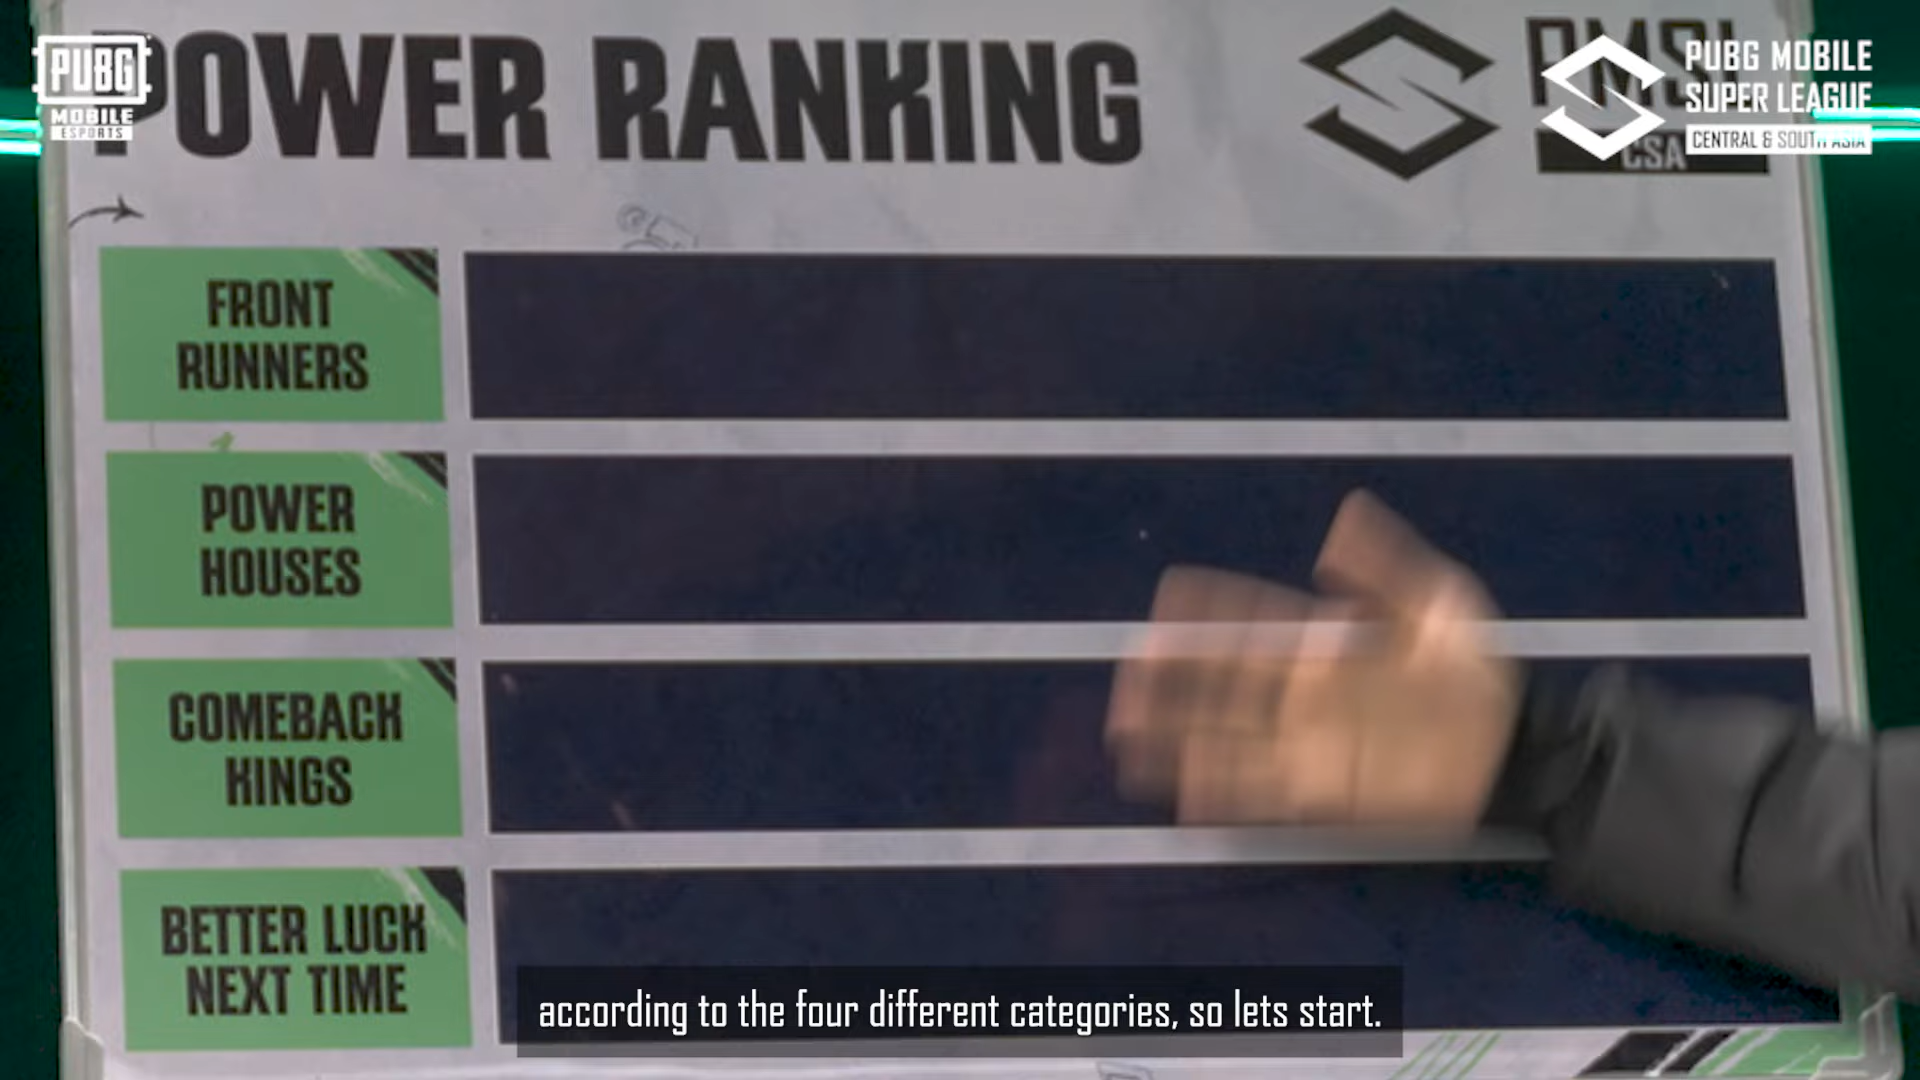 POWER RANKING
PUBG
MOBILE
ESPORTS
PMSL
CSA
PUBG MOBILE
SUPER LEAGUE
CENTRAL & SOUTH ASIA
FRONT
RUNNERS
POWER
HOUSES
COMEBACK
KINGS
BETTER LUCK
NEXT TIME
according to the four different categories, so lets start.